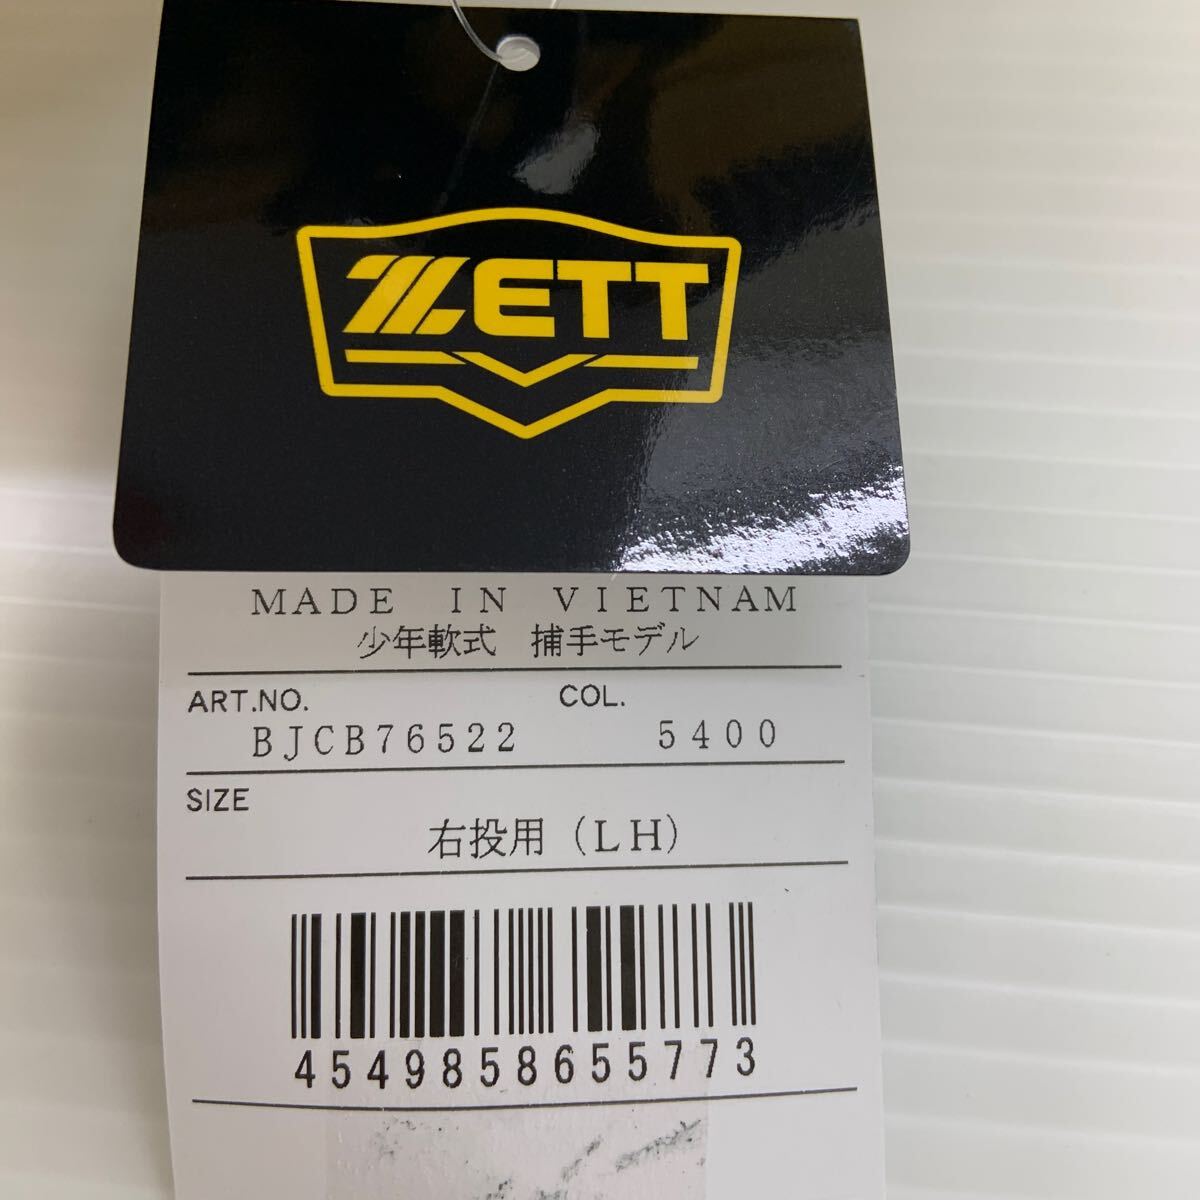 ZETT
MADE IN VIETNAM
少年軟式 捕手モデル
ART.NO. COL.
BJCB76522 5400
SIZE
右投用(LH)
4549858655773